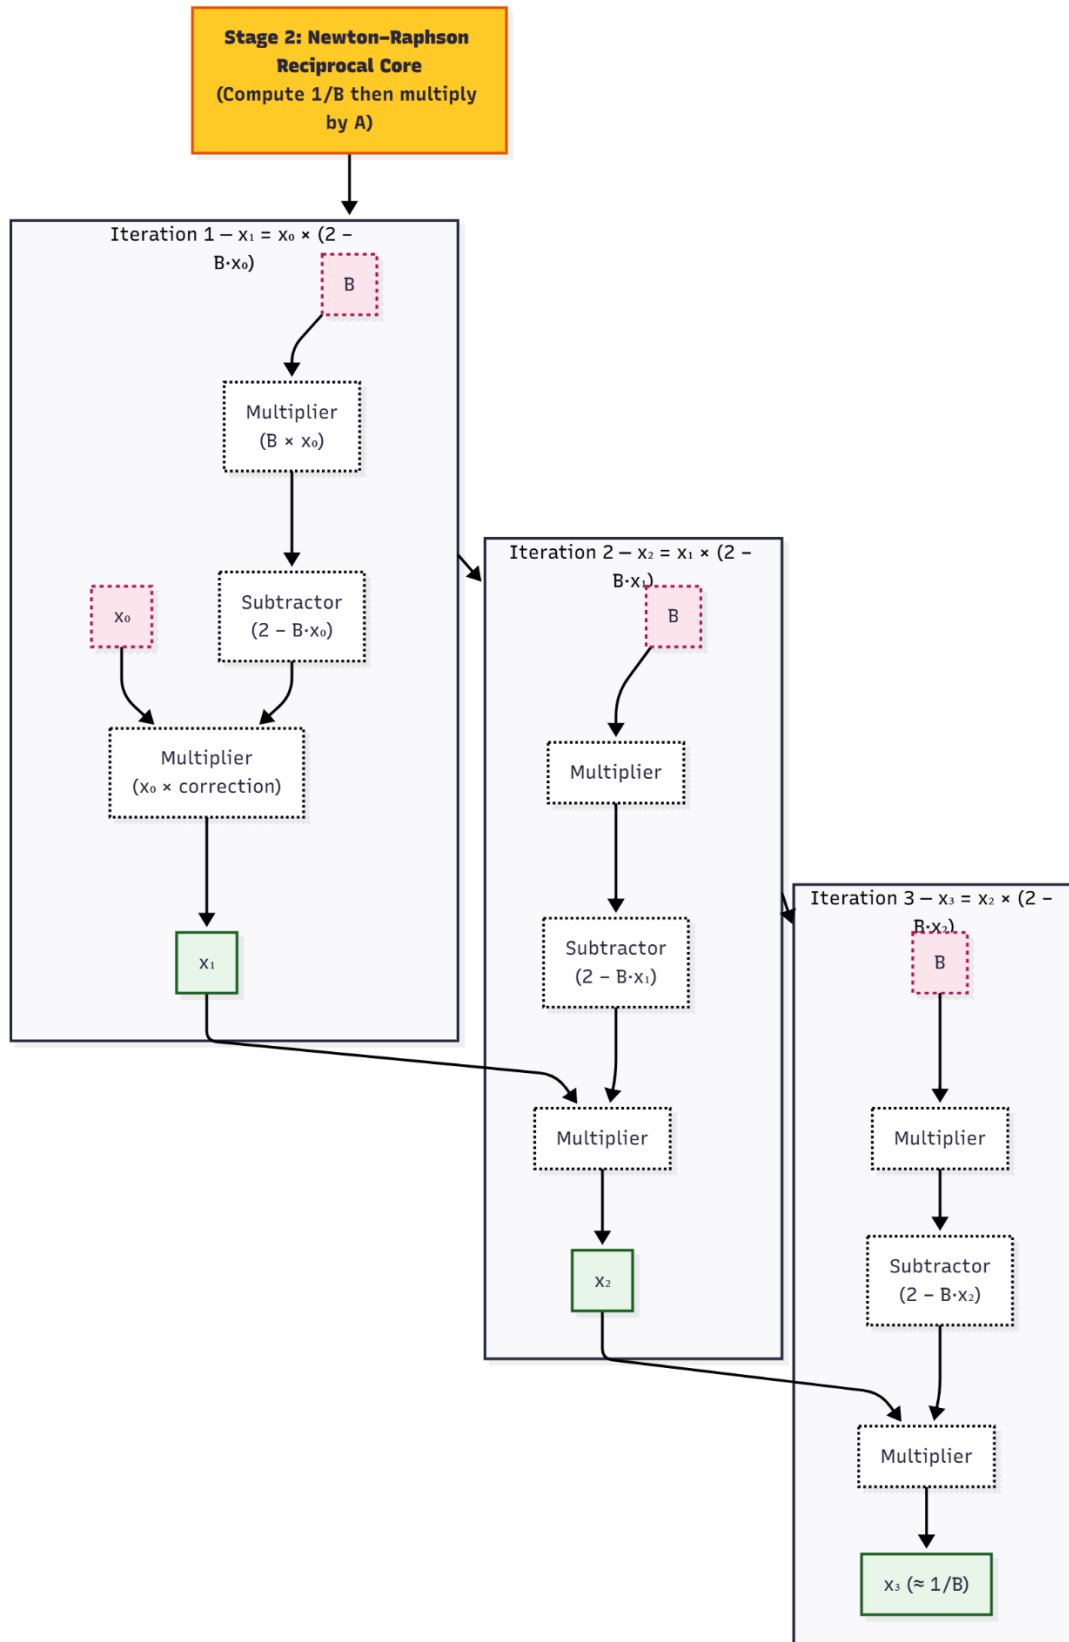 Stage 2: Newton–Raphson
Reciprocal Core
(Compute 1/B then multiply
by A)
Iteration 1 – x₁ = x₀ × (2 –
B·x₀)
B
Multiplier
(B × x₀)
x₀
Subtractor
(2 – B·x₀)
Multiplier
(x₀ × correction)
x₁
Iteration 2 – x₂ = x₁ × (2 –
B·x₁)
B
Multiplier
Subtractor
(2 – B·x₁)
Multiplier
x₂
Iteration 3 – x₃ = x₂ × (2 –
B·x₂)
B
Multiplier
Subtractor
(2 – B·x₂)
Multiplier
x₃ (≈ 1/B)